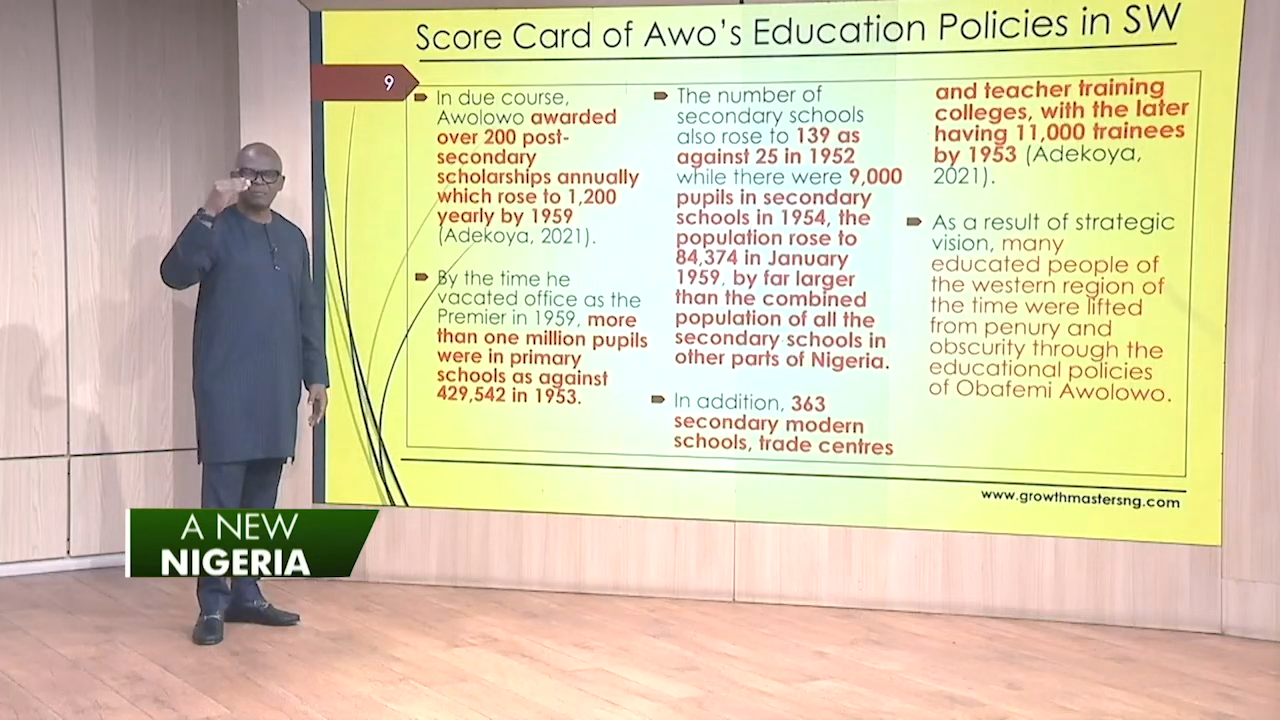 Score Card of Awo's Education Policies in SW
9
In due course,
Awolowo awarded
over 200 post-
secondary
scholarships annually
which rose to 1,200
yearly by 1959
(Adekoya, 2021).
By the time he
vacated office as the
Premier in 1959, more
than one million pupils
were in primary
schools as against
429,542 in 1953.
The number of
secondary schools
also rose to 139 as
against 25 in 1952
while there were 9,000
pupils in secondary
schools in 1954, the
population rose to
84,374 in January
1959, by far larger
than the combined
population of all the
secondary schools in
other parts of Nigeria.
In addition, 363
secondary modern
schools, trade centres
and teacher training
colleges, with the later
having 11,000 trainees
by 1953 (Adekoya,
2021).
As a result of strategic
vision, many
educated people of
the western region of
the time were lifted
from penury and
obscurity through the
educational policies
of Obafemi Awolowo.
www.growthmastersng.com
A NEW
NIGERIA